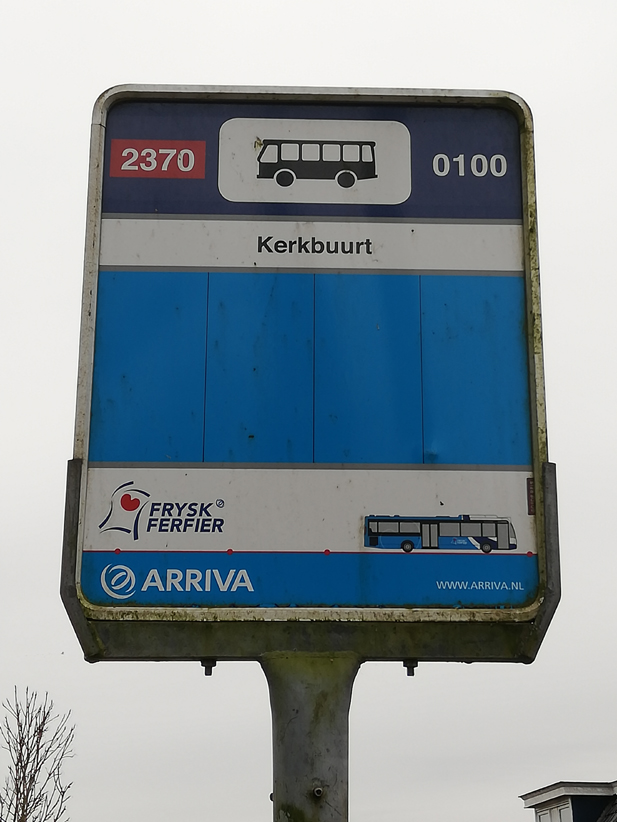 2370 0100
Kerkbuurt
FRYSK
FERFIER
ARRIVA WWW.ARRIVA.NL